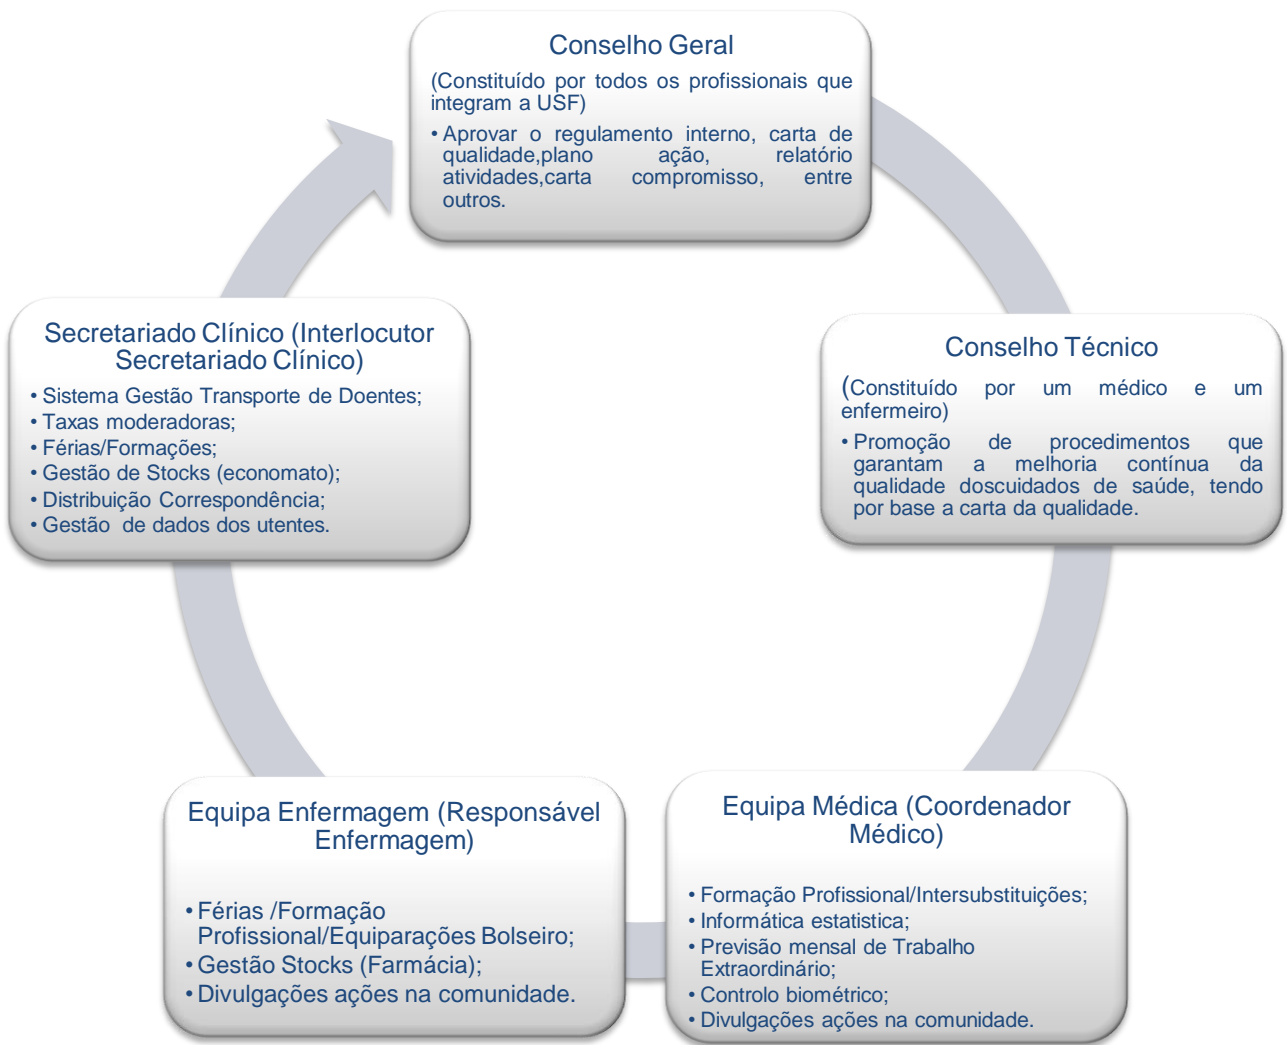 Conselho Geral
(Constituído por todos os profissionais que
integram a USF)
• Aprovar o regulamento interno, carta de
qualidade,plano ação, relatório
atividades,carta compromisso, entre
outros.
Conselho Técnico
(Constituído por um médico e um
enfermeiro)
• Promoção de procedimentos que
garantam a melhoria contínua da
qualidade doscuidados de saúde, tendo
por base a carta da qualidade.
Equipa Médica (Coordenador
Médico)
• Formação Profissional/Intersubstituições;
• Informática estatistica;
• Previsão mensal de Trabalho
Extraordinário;
• Controlo biométrico;
• Divulgações ações na comunidade.
Equipa Enfermagem (Responsável
Enfermagem)
• Férias /Formação
Profissional/Equiparações Bolseiro;
• Gestão Stocks (Farmácia);
• Divulgações ações na comunidade.
Secretariado Clínico (Interlocutor
Secretariado Clínico)
• Sistema Gestão Transporte de Doentes;
• Taxas moderadoras;
• Férias/Formações;
• Gestão de Stocks (economato);
• Distribuição Correspondência;
• Gestão de dados dos utentes.